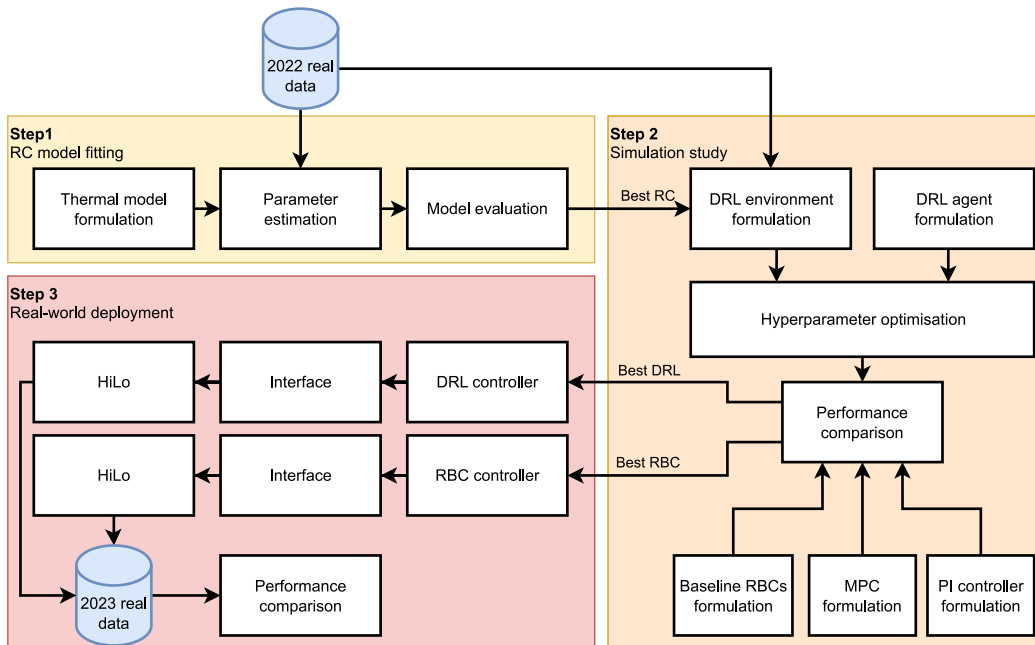 2022 real
data
Step1
RC model fitting
Thermal model
formulation
Parameter
estimation
Model evaluation
Best RC
Step 2
Simulation study
DRL environment
formulation
DRL agent
formulation
Hyperparameter optimisation
Performance
comparison
Baseline RBCs
formulation
MPC
formulation
PI controller
formulation
Best DRL
Best RBC
Step 3
Real-world deployment
HiLo
Interface
DRL controller
HiLo
Interface
RBC controller
2023 real
data
Performance
comparison